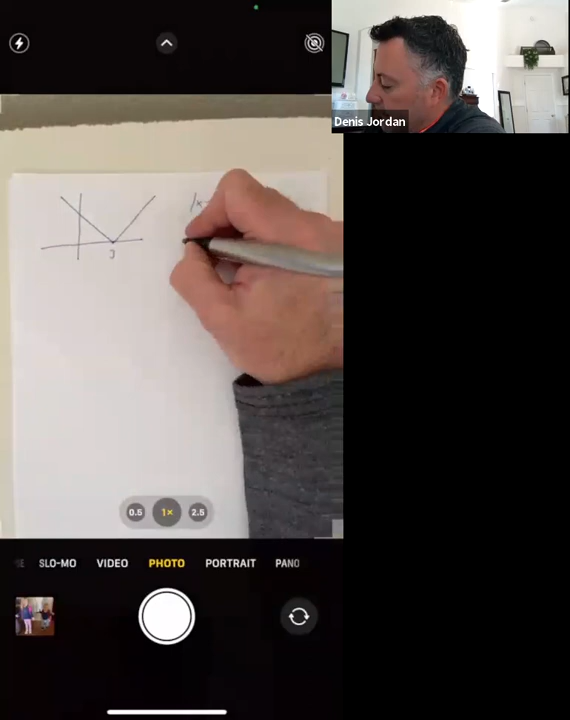 Denis Jordan
|x-
3
0.5 1× 2.5
SLO-MO VIDEO PHOTO PORTRAIT PANO